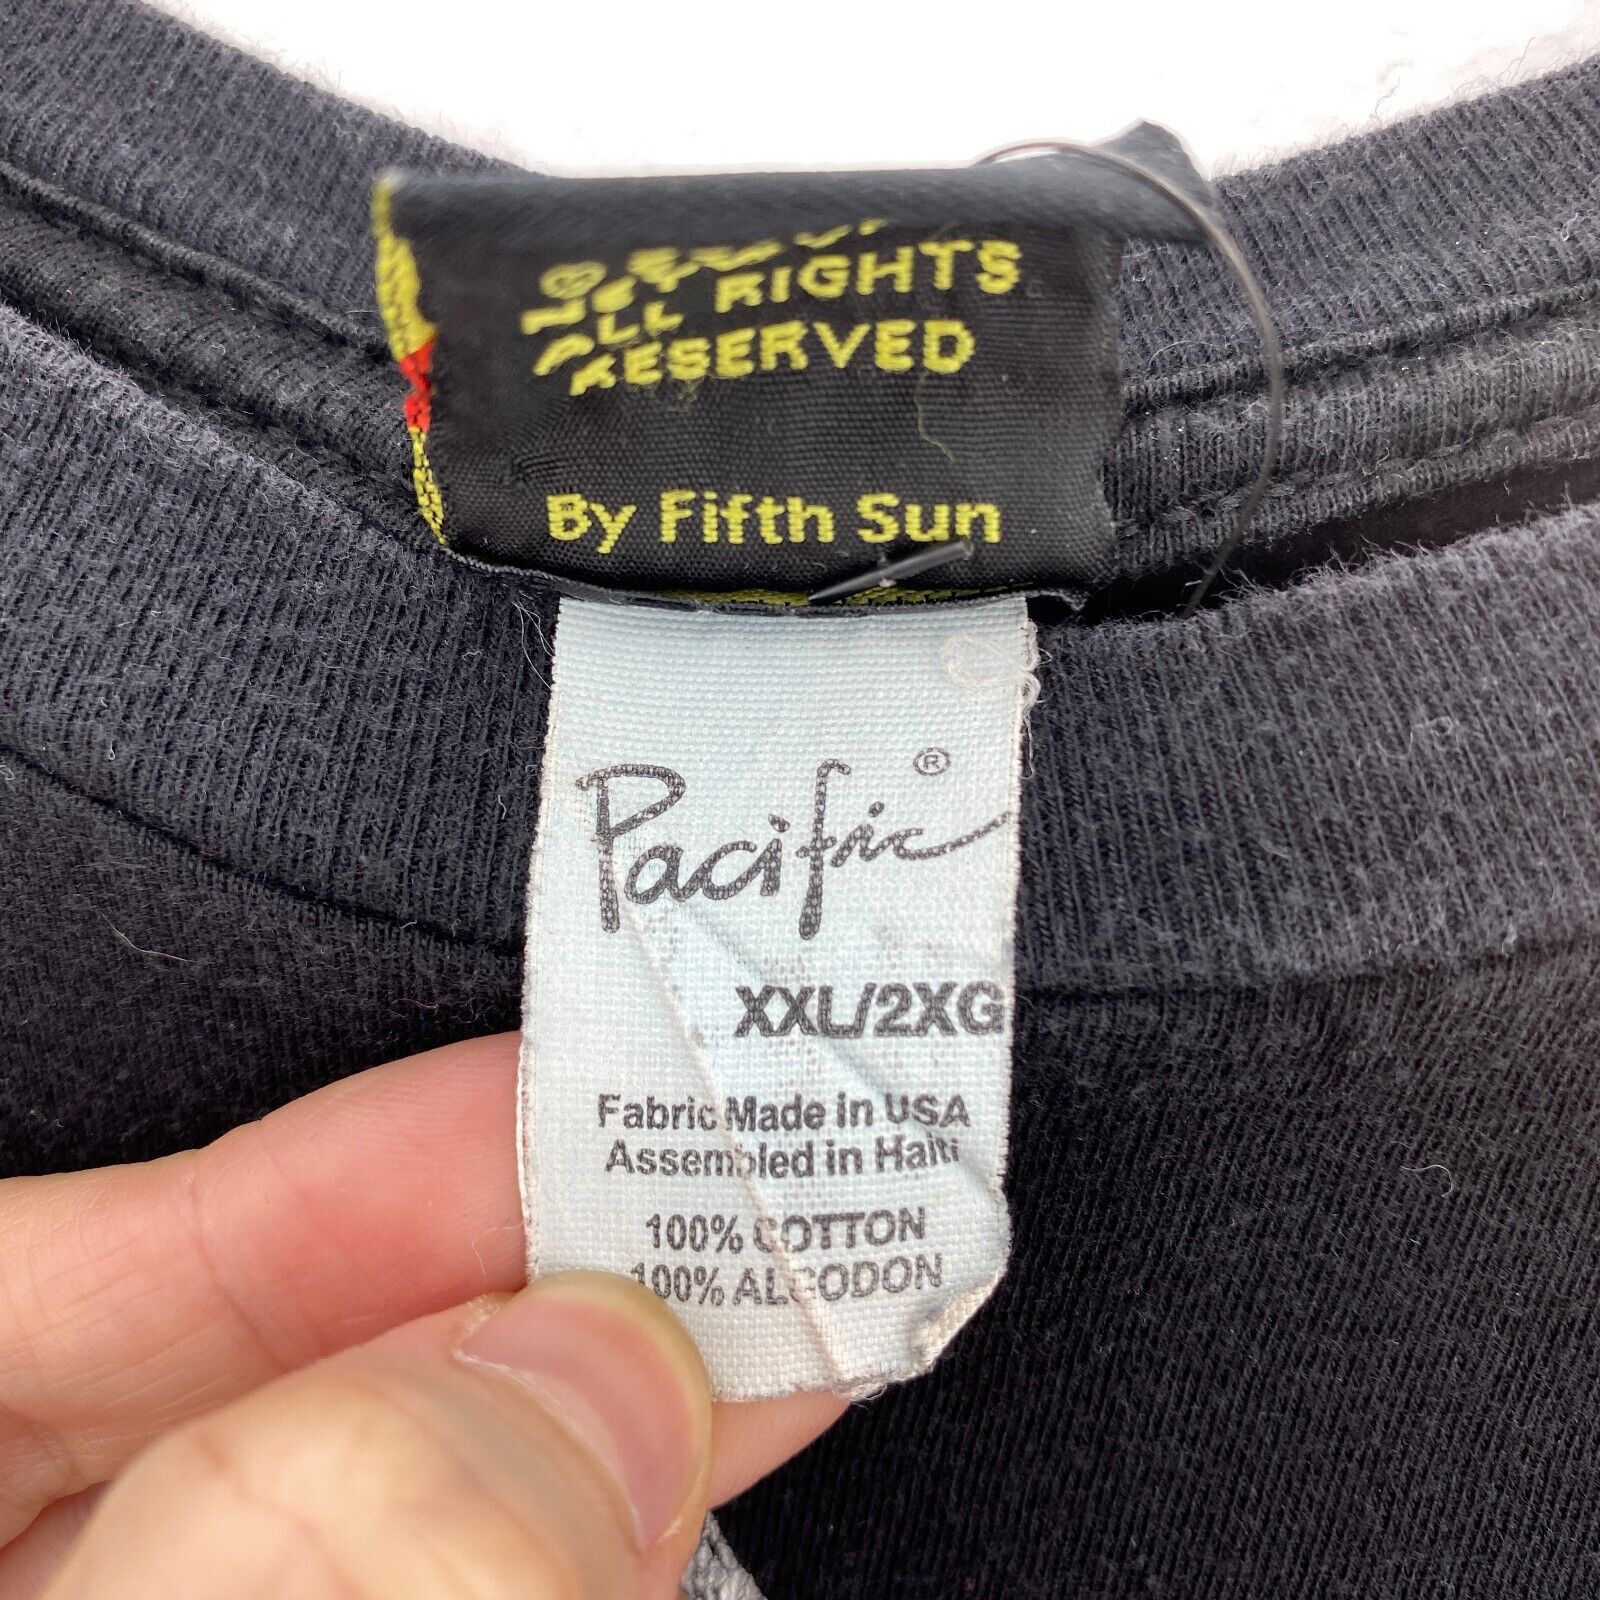 ALL RIGHTS
RESERVED
By Fifth Sun
Pacific ®
XXL/2XG
Fabric Made in USA
Assembled in Haiti
100% COTTON
100% ALGODON